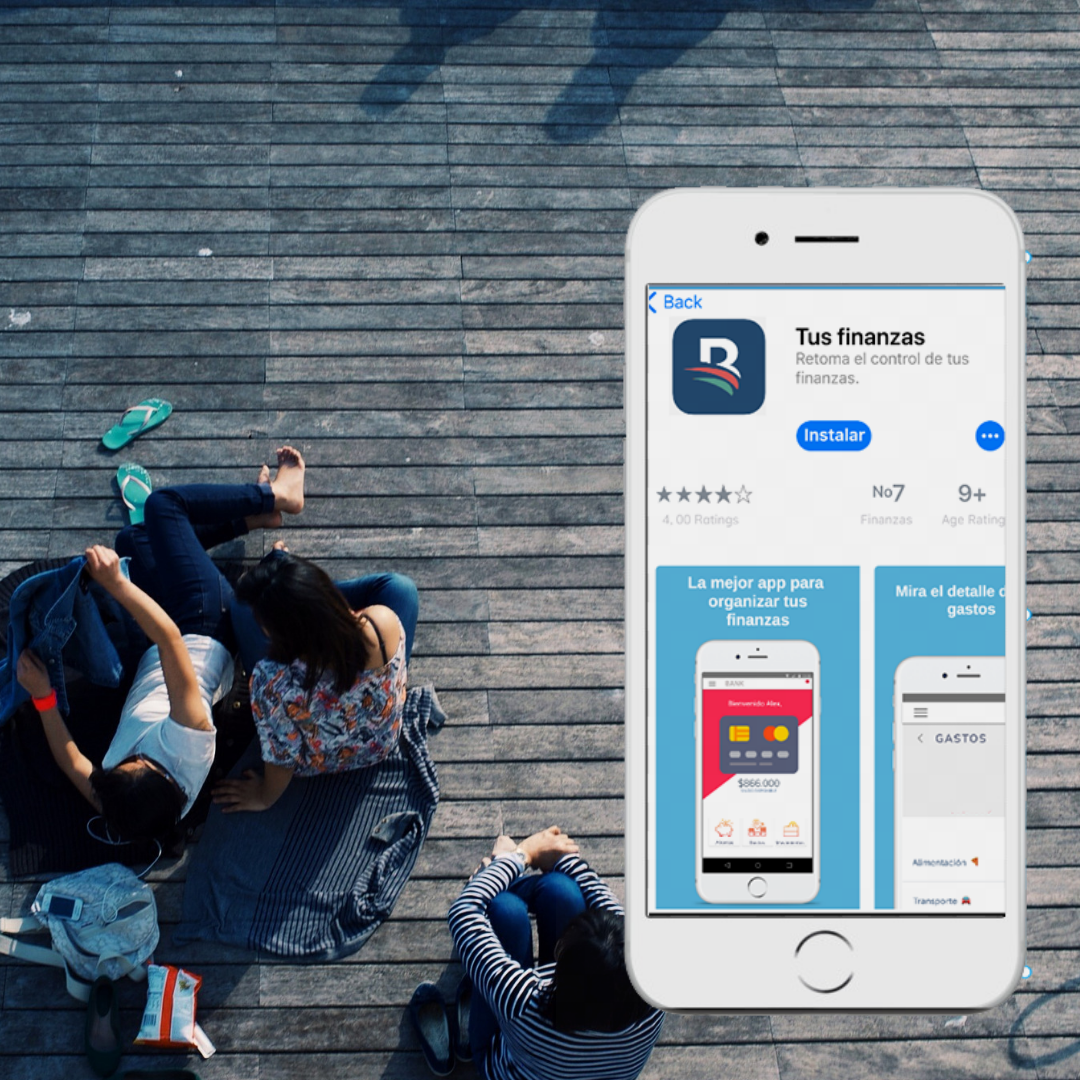 Back
Tus finanzas
Retoma el control de tus
finanzas.
Instalar
★★★★☆
No7
9+
4, 00 Ratings
Finanzas
Age Rating
La mejor app para
organizar tus
finanzas
Mira el detalle d
gastos
BANK
Bienvenido Alex,
$866.000
GASTOS
Alimentación
Transporte